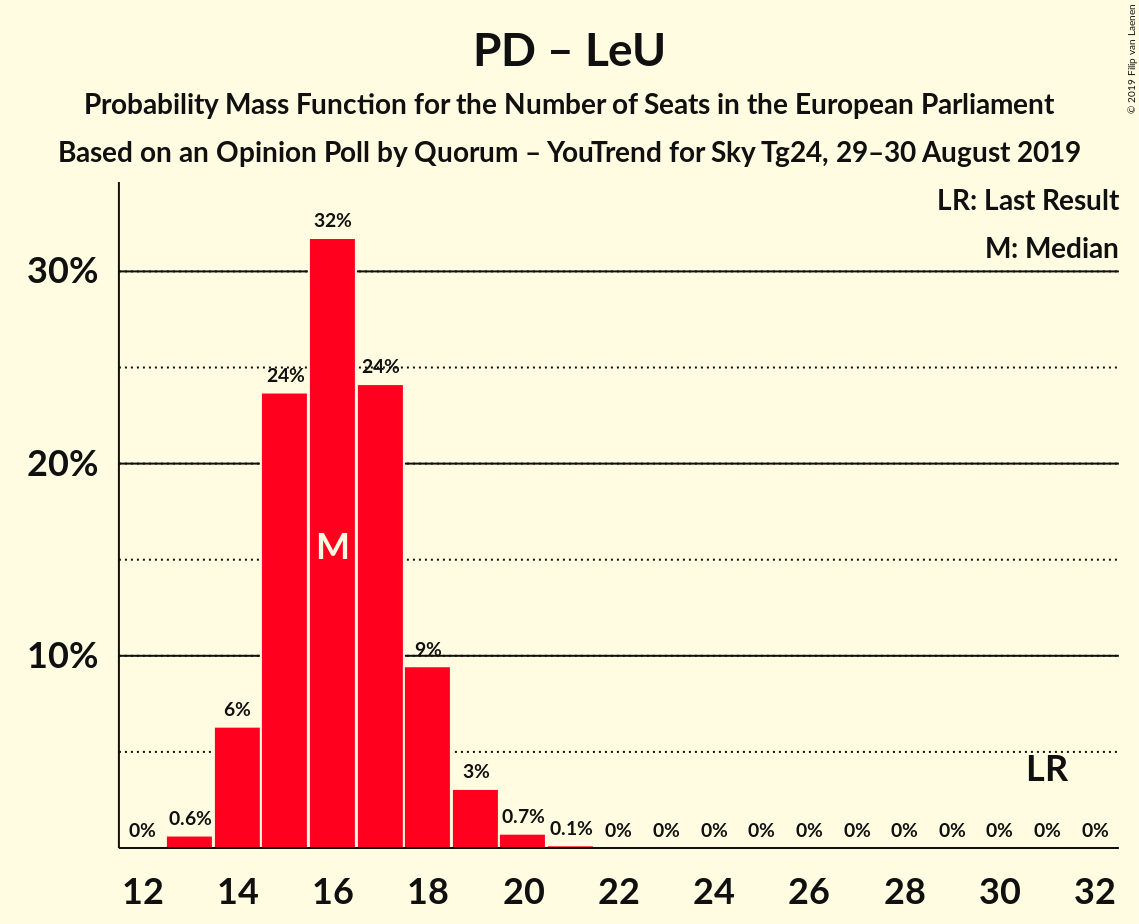 PD – LeU
Probability Mass Function for the Number of Seats in the European Parliament
Based on an Opinion Poll by Quorum – YouTrend for Sky Tg24, 29–30 August 2019
© 2019 Filip van Laenen
LR: Last Result
M: Median
30%
20%
10%
0% 0.6% 6% 24% 32% 24% 9% 3% 0.7% 0.1% 0% 0% 0% 0% 0% 0% 0% 0% 0% 0% 0%
M
LR
12 14 16 18 20 22 24 26 28 30 32